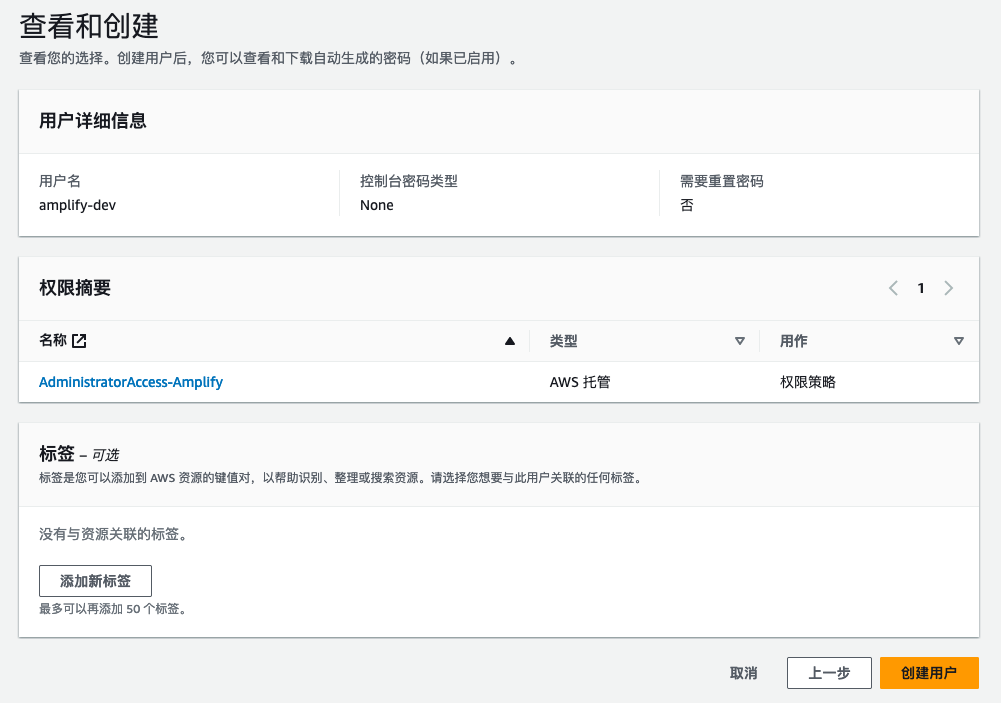 查看和创建
查看您的选择。创建用户后，您可以查看和下载自动生成的密码（如果已启用）。
用户详细信息
用户名 控制台密码类型 需要重置密码
amplify-dev None 否
权限摘要 1
名称 类型 用作
AdministratorAccess-Amplify AWS 托管 权限策略
标签 – 可选
标签是您可以添加到 AWS 资源的键值对，以帮助识别、整理或搜索资源。请选择您想要与此用户关联的任何标签。
没有与资源关联的标签。
添加新标签
最多可以再添加 50 个标签。
取消 上一步 创建用户